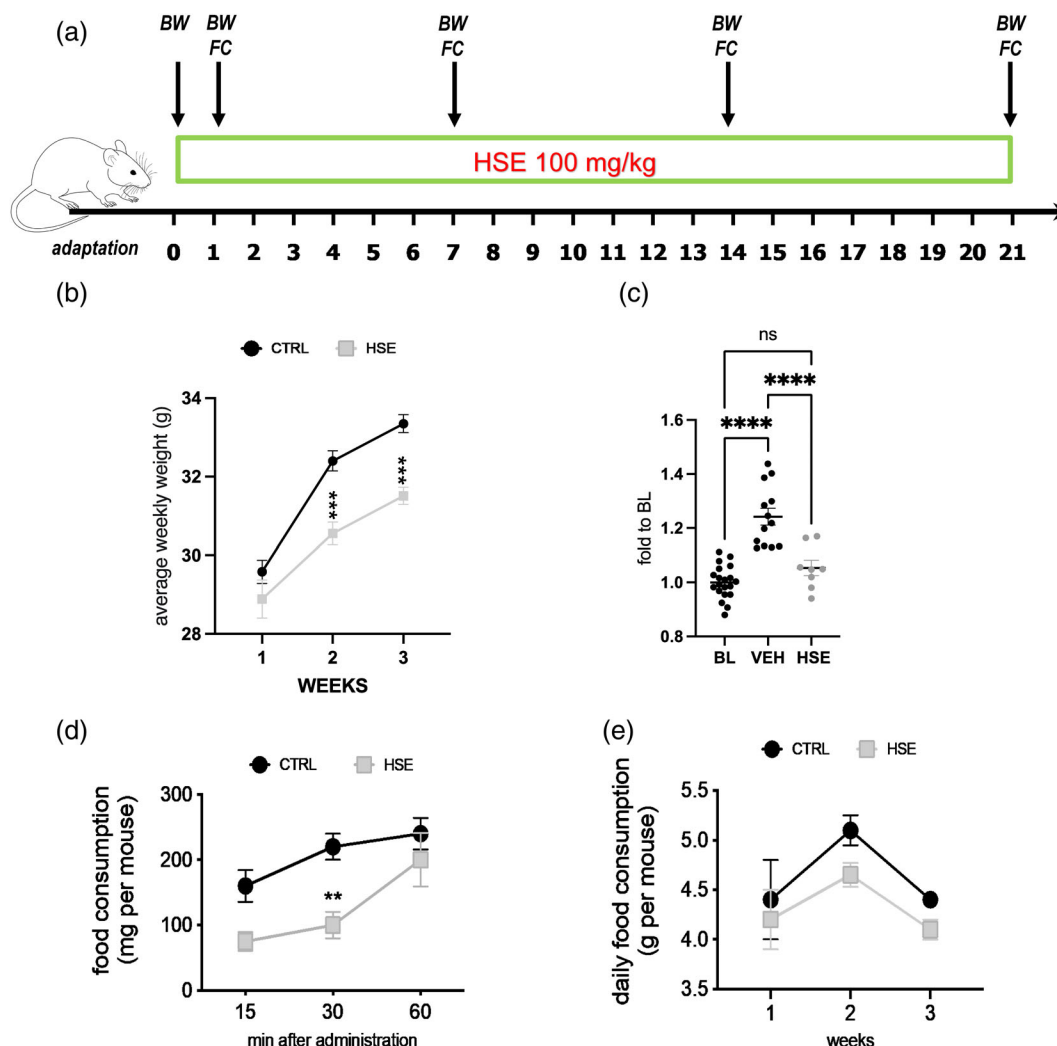 (a)
BW BW BW BW BW
FC FC FC FC
HSE 100 mg/kg
adaptation 0 1 2 3 4 5 6 7 8 9 10 11 12 13 14 15 16 17 18 19 20 21
(b)
CTRL HSE
average weekly weight (g)
34
32
30
28
***
***
1 2 3
WEEKS
(c)
ns
****
****
fold to BL
1.6
1.4
1.2
1.0
0.8
BL VEH HSE
(d)
CTRL HSE
food consumption
(mg per mouse)
300
200
100
0
**
15 30 60
min after administration
(e)
CTRL HSE
daily food consumption
(g per mouse)
5.5
5.0
4.5
4.0
3.5
1 2 3
weeks